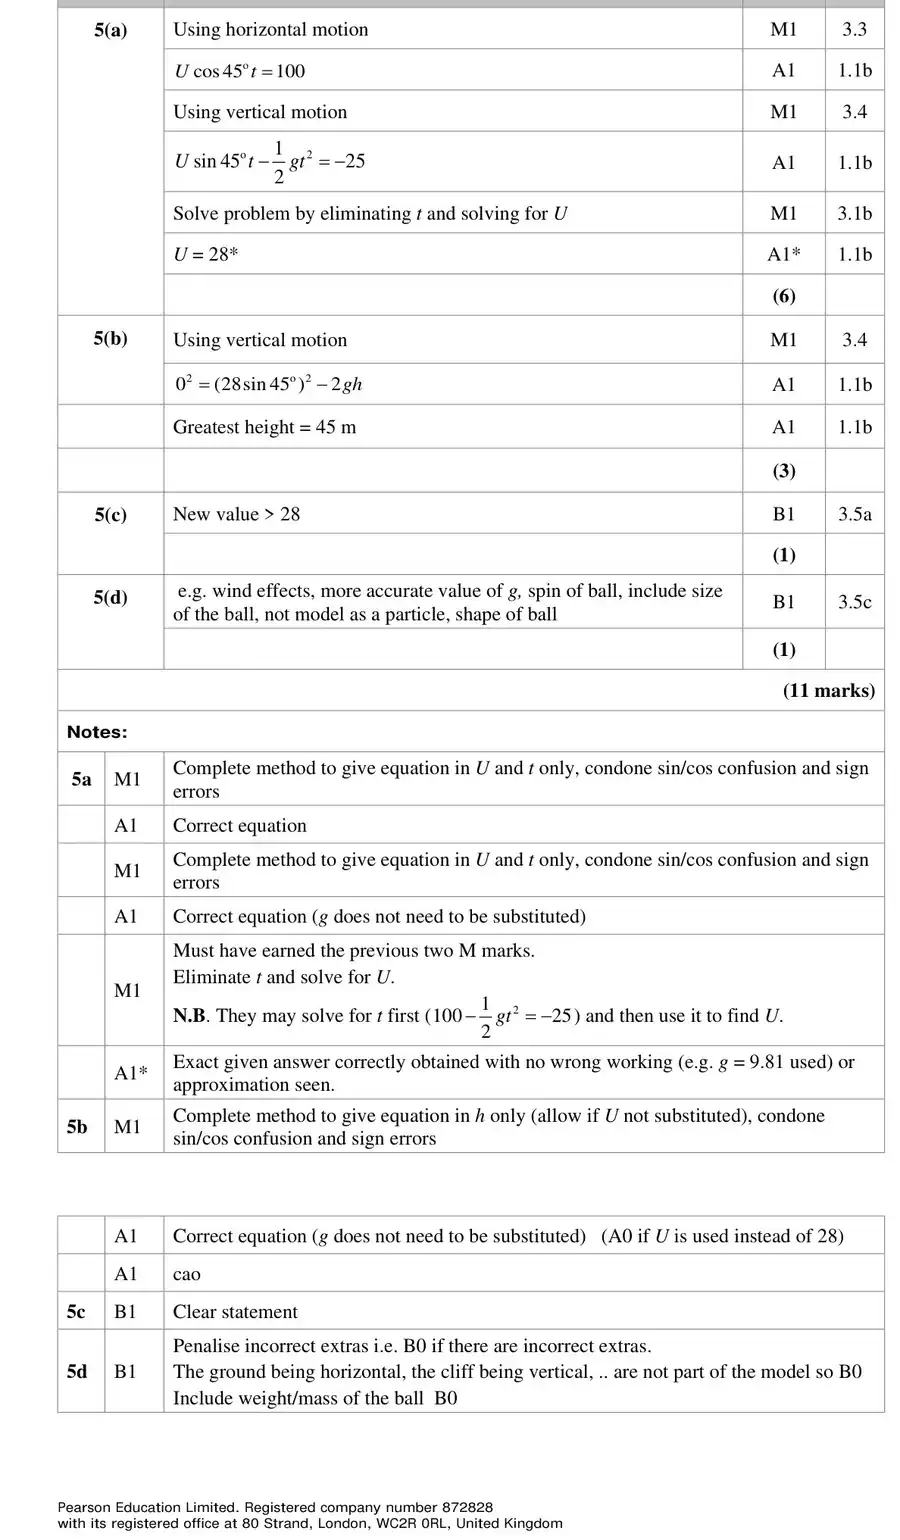 5(a) Using horizontal motion M1 3.3
U cos 45° t = 100 A1 1.1b
Using vertical motion M1 3.4
U sin 45° t − 1/2 gt² = −25 A1 1.1b
Solve problem by eliminating t and solving for U M1 3.1b
U = 28* A1* 1.1b
(6)
5(b) Using vertical motion M1 3.4
0² = (28 sin 45°)² − 2gh A1 1.1b
Greatest height = 45 m A1 1.1b
(3)
5(c) New value > 28 B1 3.5a
(1)
5(d) e.g. wind effects, more accurate value of g, spin of ball, include size
of the ball, not model as a particle, shape of ball B1 3.5c
(1)
(11 marks)
Notes:
5a M1 Complete method to give equation in U and t only, condone sin/cos confusion and sign
errors
A1 Correct equation
M1 Complete method to give equation in U and t only, condone sin/cos confusion and sign
errors
A1 Correct equation (g does not need to be substituted)
Must have earned the previous two M marks.
M1 Eliminate t and solve for U.
N.B. They may solve for t first (100 − 1/2 gt² = −25) and then use it to find U.
A1* Exact given answer correctly obtained with no wrong working (e.g. g = 9.81 used) or
approximation seen.
5b M1 Complete method to give equation in h only (allow if U not substituted), condone
sin/cos confusion and sign errors
A1 Correct equation (g does not need to be substituted) (A0 if U is used instead of 28)
A1 cao
5c B1 Clear statement
Penalise incorrect extras i.e. B0 if there are incorrect extras.
5d B1 The ground being horizontal, the cliff being vertical, .. are not part of the model so B0
Include weight/mass of the ball B0
Pearson Education Limited. Registered company number 872828
with its registered office at 80 Strand, London, WC2R 0RL, United Kingdom